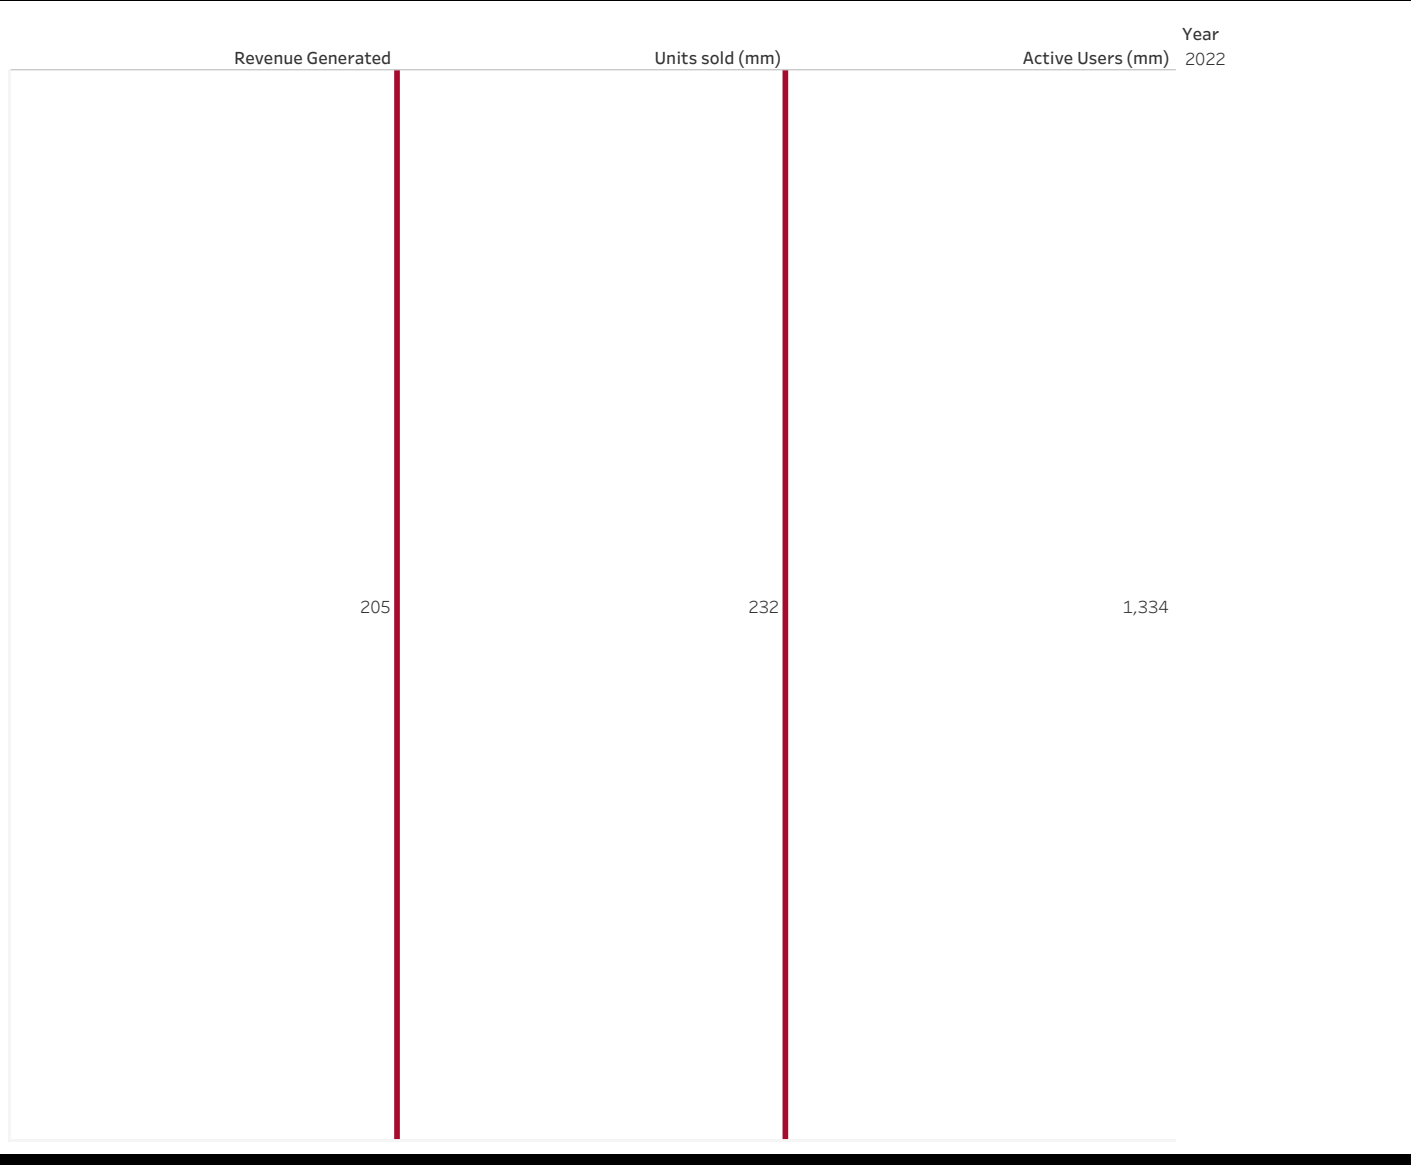 Year
Revenue Generated Units sold (mm) Active Users (mm) 2022
205 232 1,334